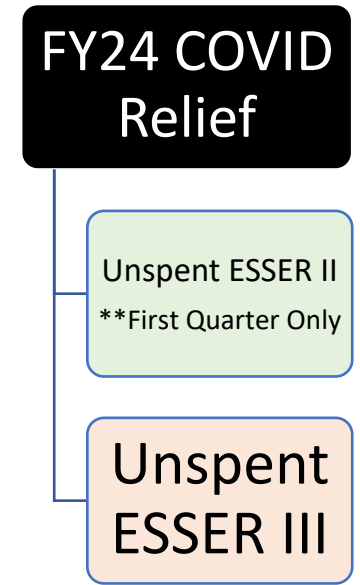 FY24 COVID
Relief
Unspent ESSER II
**First Quarter Only
Unspent
ESSER III